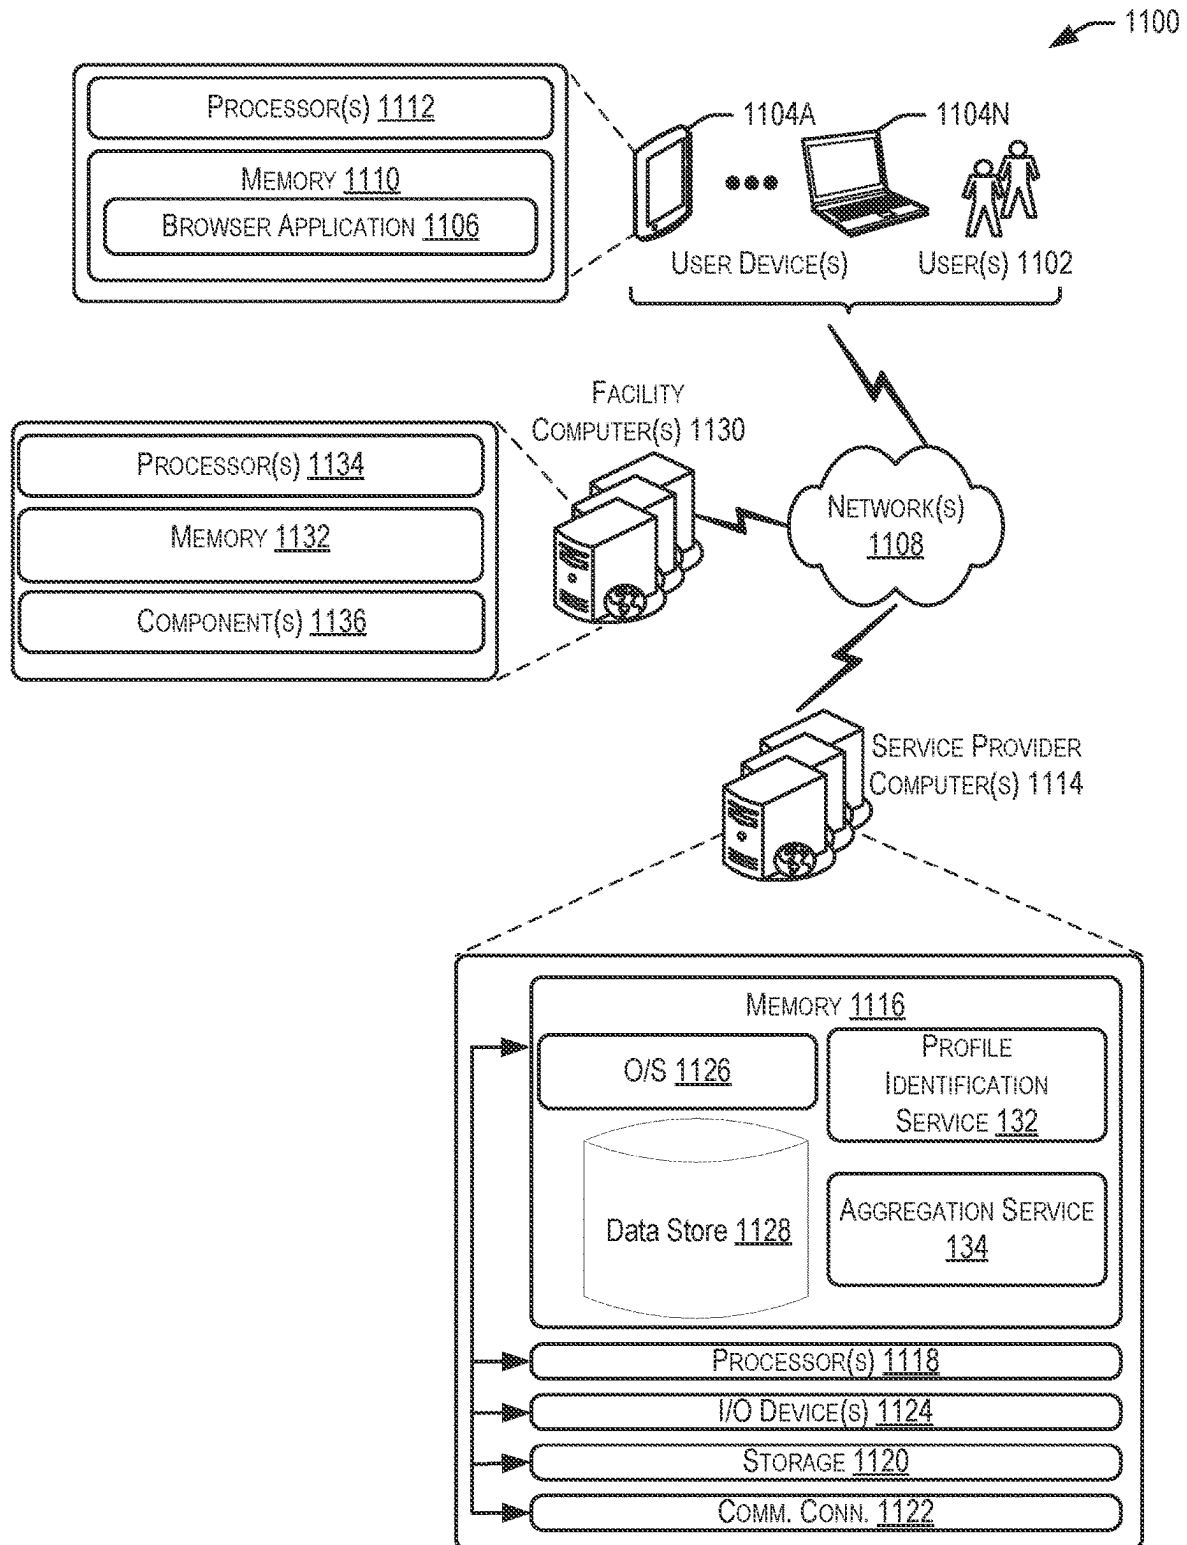 1100
PROCESSOR(S) 1112
MEMORY 1110
BROWSER APPLICATION 1106
1104A
1104N
USER DEVICE(S)
USER(S) 1102
FACILITY
COMPUTER(S) 1130
PROCESSOR(S) 1134
MEMORY 1132
COMPONENT(S) 1136
NETWORK(S)
1108
SERVICE PROVIDER
COMPUTER(S) 1114
MEMORY 1116
O/S 1126
PROFILE
IDENTIFICATION
SERVICE 132
Data Store 1128
AGGREGATION SERVICE
134
PROCESSOR(S) 1118
I/O DEVICE(S) 1124
STORAGE 1120
COMM. CONN. 1122